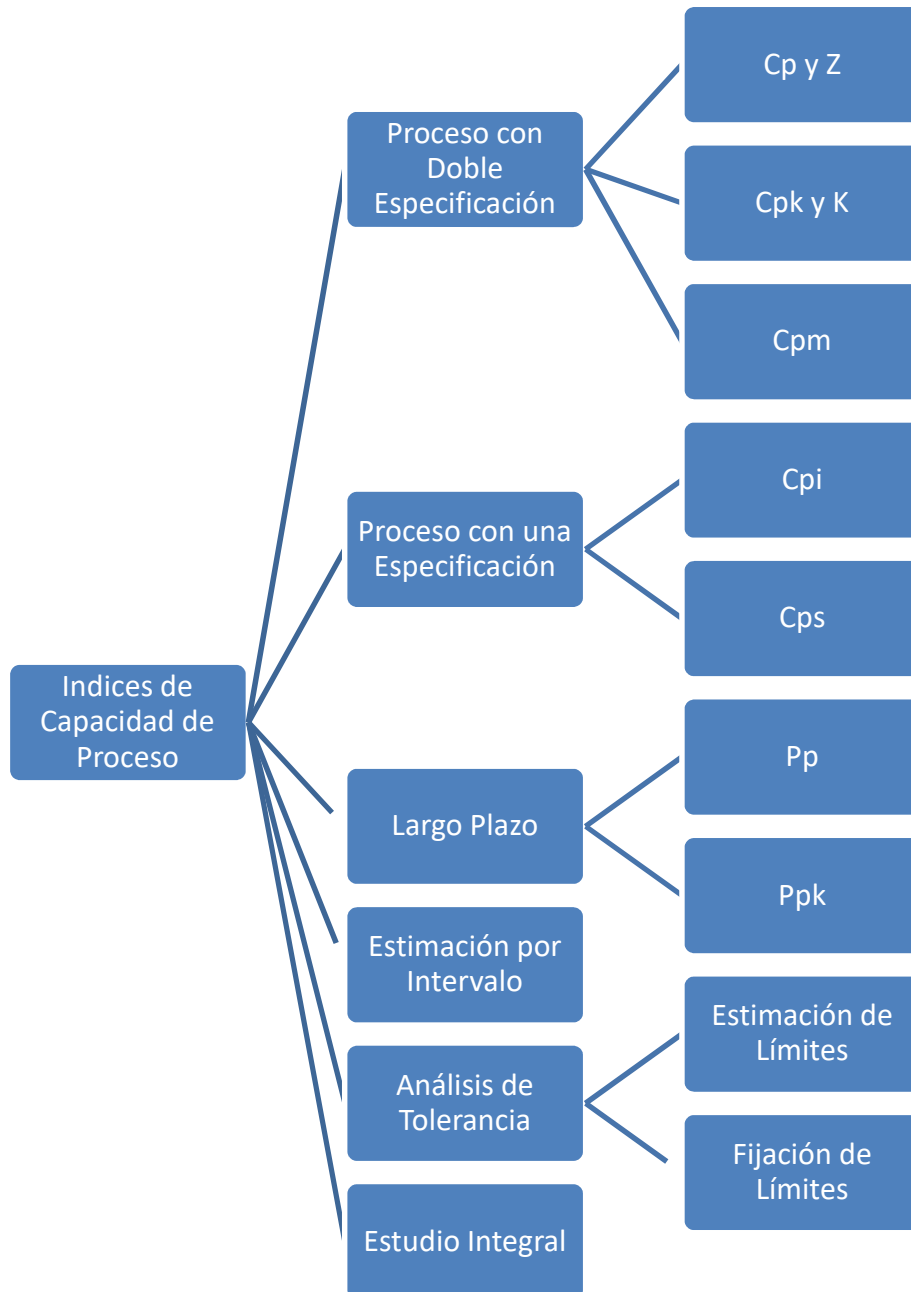 Indices de
Capacidad de
Proceso
Proceso con
Doble
Especificación
Cp y Z
Cpk y K
Cpm
Proceso con una
Especificación
Cpi
Cps
Largo Plazo
Pp
Ppk
Estimación por
Intervalo
Análisis de
Tolerancia
Estimación de
Límites
Fijación de
Límites
Estudio Integral